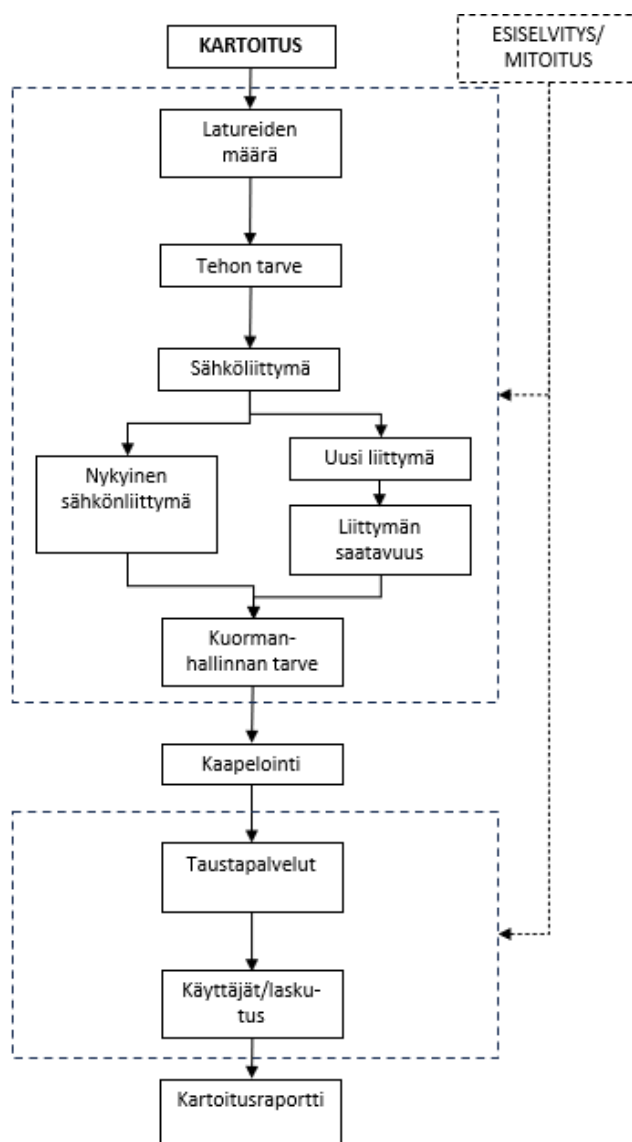 KARTOITUS
ESISELVITYS/
MITOITUS
Latureiden
määrä
Tehon tarve
Sähköliittymä
Nykyinen
sähkönliittymä
Uusi liittymä
Liittymän
saatavuus
Kuorman-
hallinnan tarve
Kaapelointi
Taustapalvelut
Käyttäjät/lasku-
tus
Kartoitusraportti